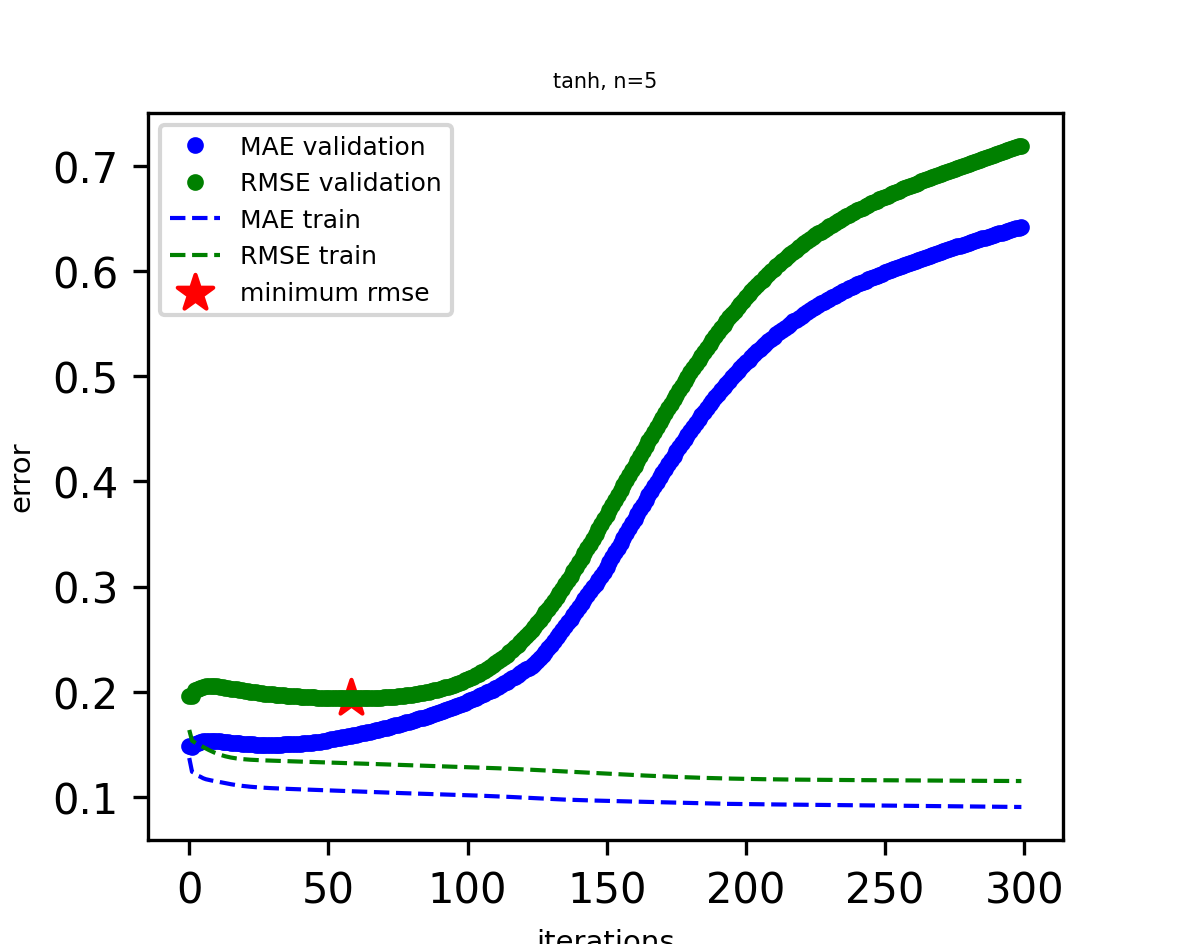 tanh, n=5
MAE validation
RMSE validation
MAE train
RMSE train
minimum rmse
error
0.7
0.6
0.5
0.4
0.3
0.2
0.1
0 50 100 150 200 250 300
iterations